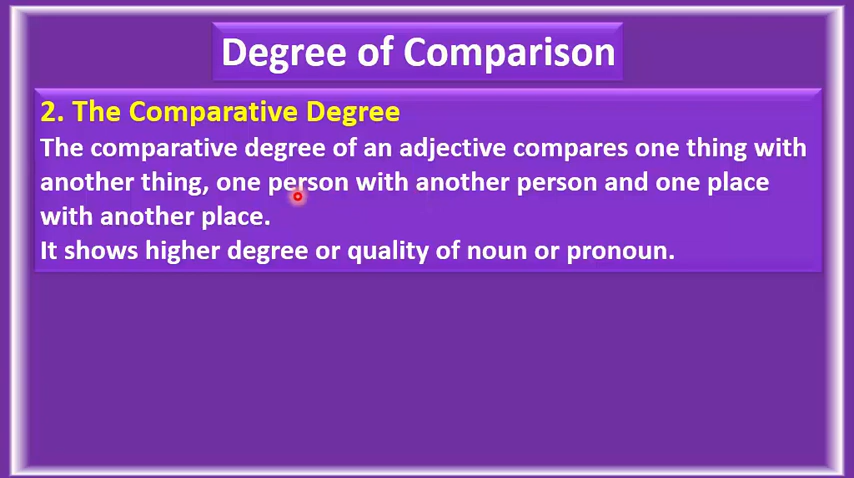 Degree of Comparison
2. The Comparative Degree
The comparative degree of an adjective compares one thing with
another thing, one person with another person and one place
with another place.
It shows higher degree or quality of noun or pronoun.